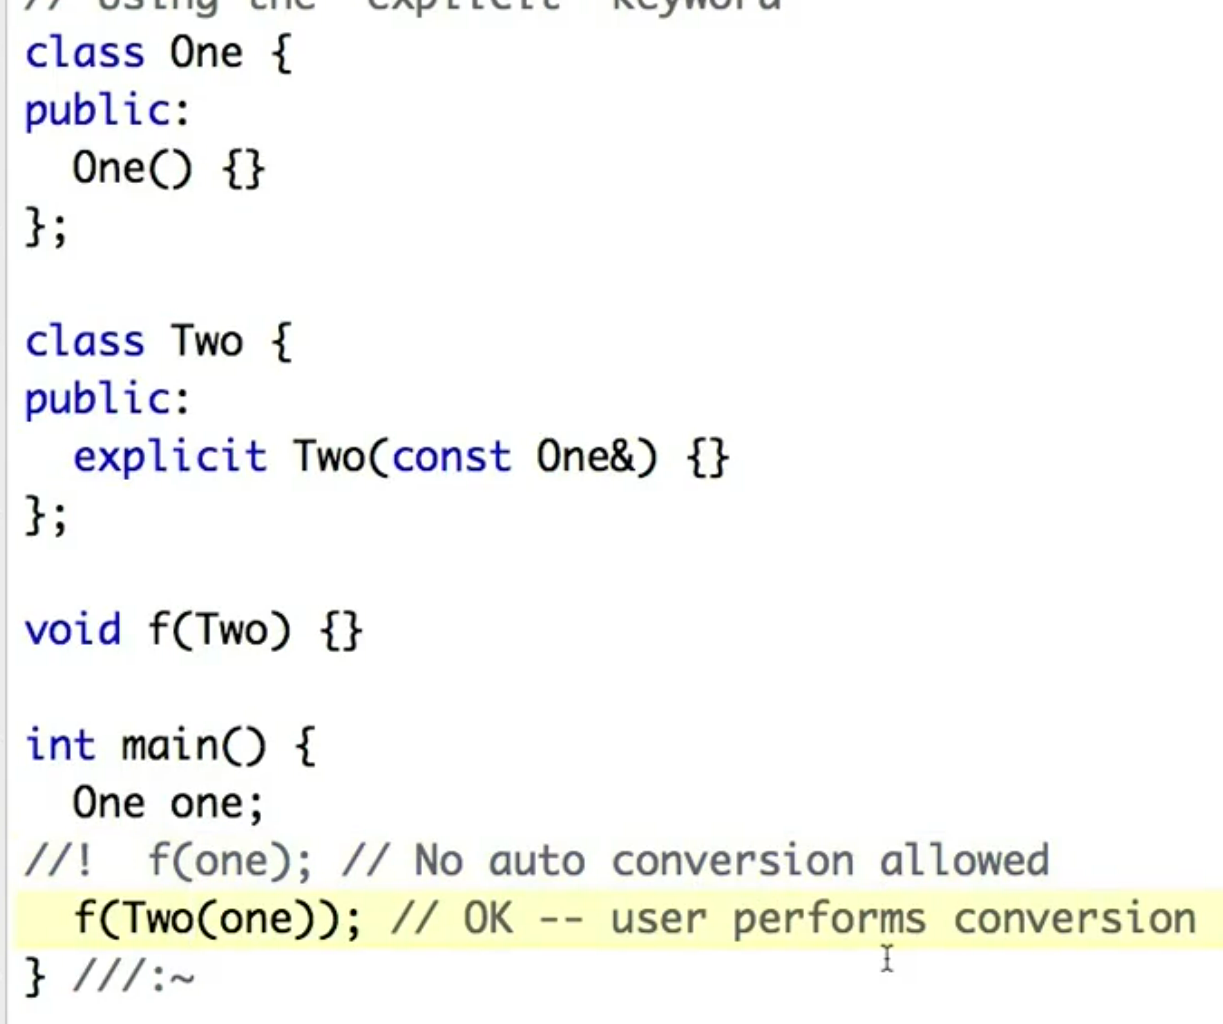 // Using the "explicit" keyword
class One {
public:
  One() {}
};
class Two {
public:
  explicit Two(const One&) {}
};
void f(Two) {}
int main() {
  One one;
//!  f(one); // No auto conversion allowed
  f(Two(one)); // OK -- user performs conversion
} ///:~